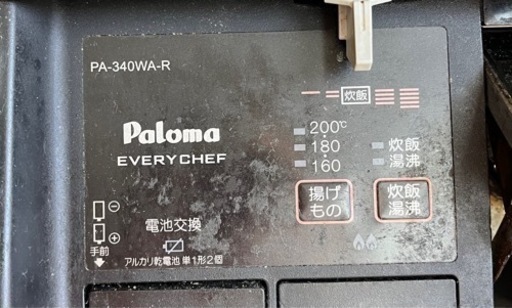 PA-340WA-R
炊飯
Paloma
EVERY CHEF
200℃
180
160
炊飯
湯沸
揚げ
もの
炊飯
湯沸
電池交換
手前
アルカリ乾電池 単1形2個